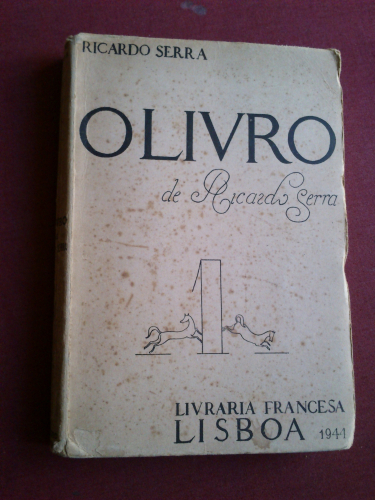 RICARDO SERRA
O LIVRO
de Ricardo Serra
1
LIVRARIA FRANCESA
LISBOA 1941